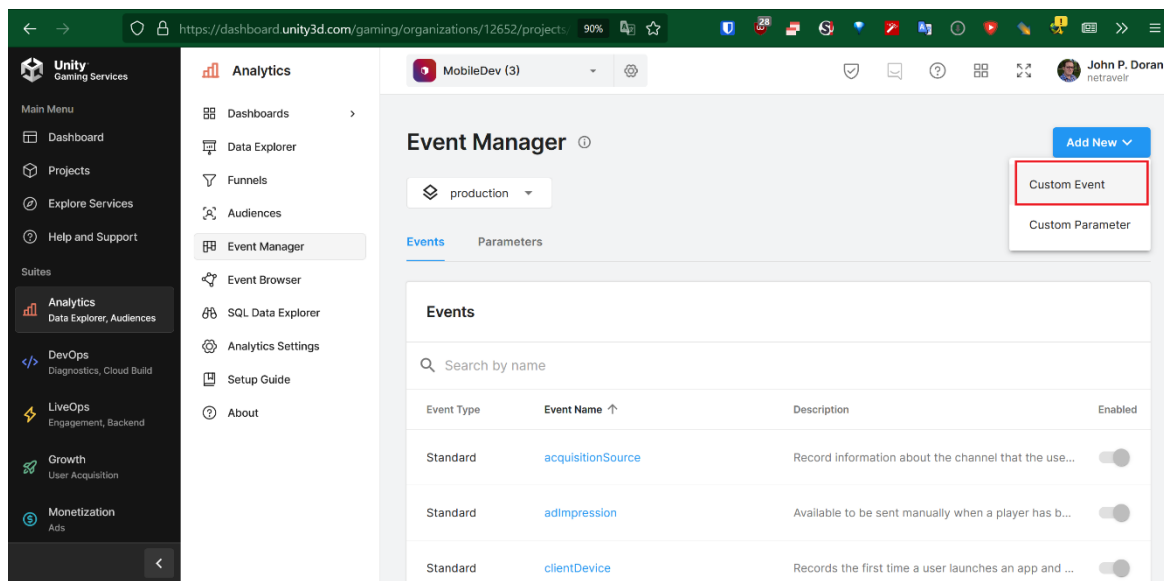 https://dashboard.unity3d.com/gaming/organizations/12652/projects/
90%
28
Unity
Gaming Services
Main Menu
Dashboard
Projects
Explore Services
Help and Support
Suites
Analytics
Data Explorer, Audiences
DevOps
Diagnostics, Cloud Build
LiveOps
Engagement, Backend
Growth
User Acquisition
Monetization
Ads
Analytics
Dashboards
Data Explorer
Funnels
Audiences
Event Manager
Event Browser
SQL Data Explorer
Analytics Settings
Setup Guide
About
MobileDev (3)
John P. Doran
netravelr
Event Manager
Add New
Custom Event
Custom Parameter
production
Events Parameters
Events
Search by name
Event Type Event Name Description Enabled
Standard acquisitionSource Record information about the channel that the use...
Standard adImpression Available to be sent manually when a player has b...
Standard clientDevice Records the first time a user launches an app and ...